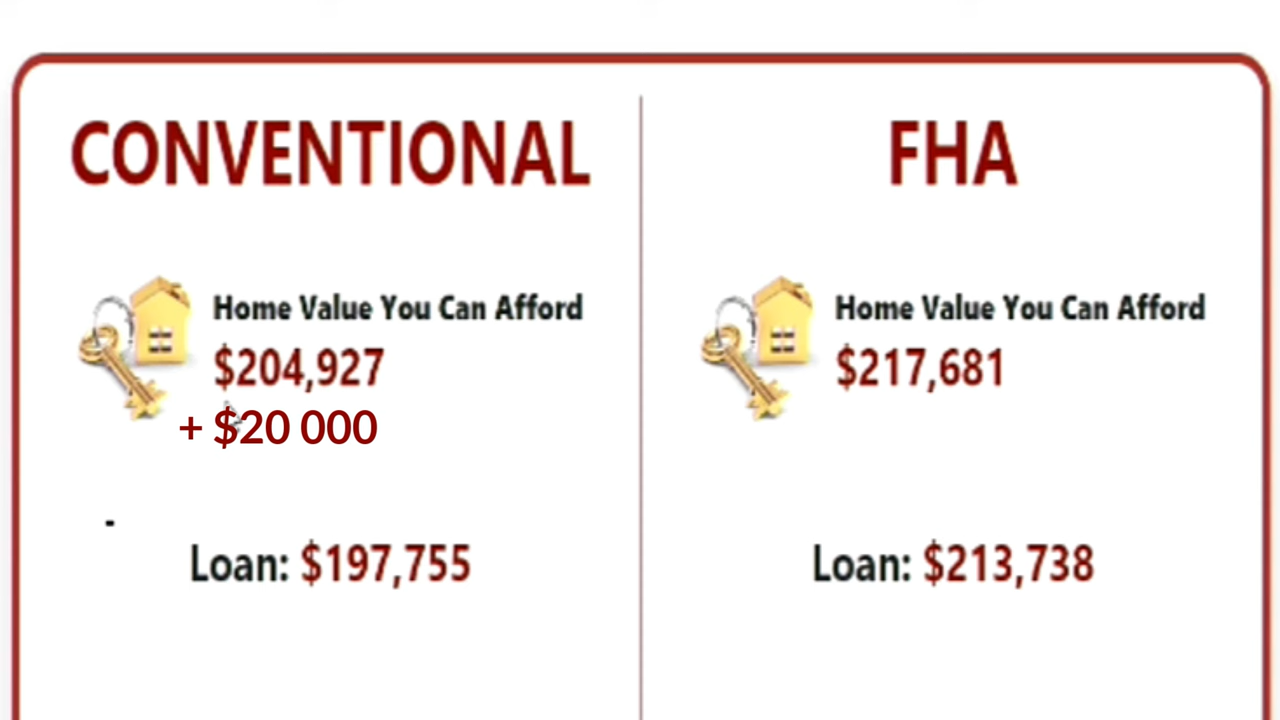 CONVENTIONAL
Home Value You Can Afford
$204,927
+ $20 000
-
Loan: $197,755
FHA
Home Value You Can Afford
$217,681
Loan: $213,738